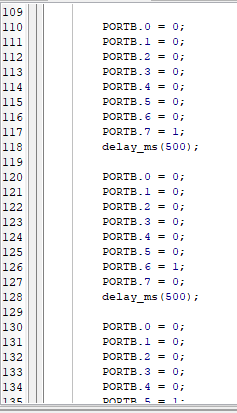 109
110 PORTB.0 = 0;
111 PORTB.1 = 0;
112 PORTB.2 = 0;
113 PORTB.3 = 0;
114 PORTB.4 = 0;
115 PORTB.5 = 0;
116 PORTB.6 = 0;
117 PORTB.7 = 1;
118 delay_ms(500);
119
120 PORTB.0 = 0;
121 PORTB.1 = 0;
122 PORTB.2 = 0;
123 PORTB.3 = 0;
124 PORTB.4 = 0;
125 PORTB.5 = 0;
126 PORTB.6 = 1;
127 PORTB.7 = 0;
128 delay_ms(500);
129
130 PORTB.0 = 0;
131 PORTB.1 = 0;
132 PORTB.2 = 0;
133 PORTB.3 = 0;
134 PORTB.4 = 0;
135 PORTB.5 = 1;